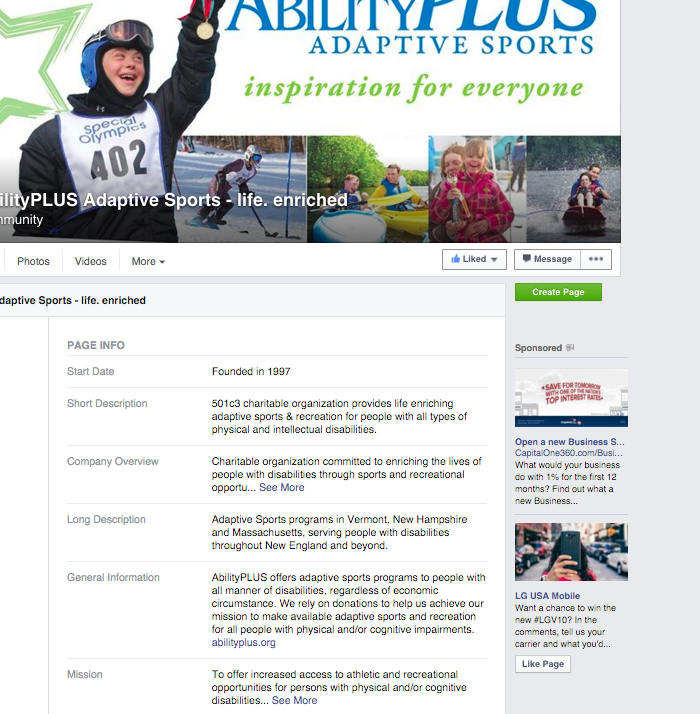 ABILITYPLUS
ADAPTIVE SPORTS
inspiration for everyone
Special
Olympics
402
ilityPLUS Adaptive Sports - life. enriched
mmunity
Photos
Videos
More
Liked
Message
daptive Sports - life. enriched
Create Page
PAGE INFO
Start Date
Founded in 1997
Short Description
501c3 charitable organization provides life enriching
adaptive sports & recreation for people with all types of
physical and intellectual disabilities.
Company Overview
Charitable organization committed to enriching the lives of
people with disabilities through sports and recreational
opportu... See More
Long Description
Adaptive Sports programs in Vermont, New Hampshire
and Massachusetts, serving people with disabilities
throughout New England and beyond.
General Information
AbilityPLUS offers adaptive sports programs to people with
all manner of disabilities, regardless of economic
circumstance. We rely on donations to help us achieve our
mission to make available adaptive sports and recreation
for all people with physical and/or cognitive impairments.
abilityplus.org
Mission
To offer increased access to athletic and recreational
opportunities for persons with physical and/or cognitive
disabilities... See More
Sponsored
"SAVE FOR TOMORROW
WITH ONE OF THE NATION'S
TOP INTEREST RATES"
Open a new Business S...
CapitalOne360.com/Busi...
What would your business
do with 1% for the first 12
months? Find out what a
new Business...
LG USA Mobile
Want a chance to win the
new #LGV10? In the
comments, tell us your
carrier and what you'd...
Like Page